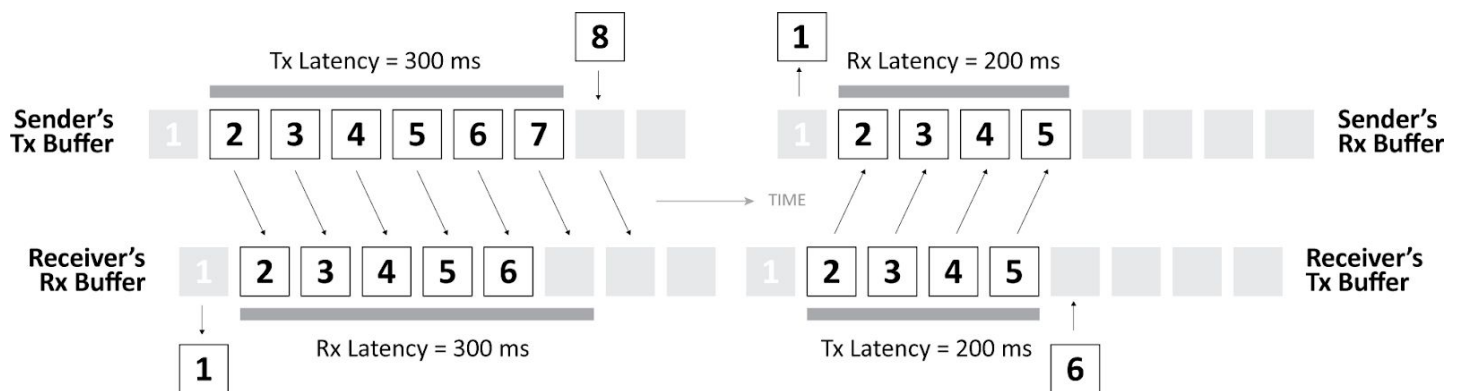 8
1
Tx Latency = 300 ms
Rx Latency = 200 ms
Sender's
Tx Buffer
1 2 3 4 5 6 7
1 2 3 4 5
Sender's
Rx Buffer
TIME
Receiver's
Rx Buffer
1 2 3 4 5 6
1 2 3 4 5
Receiver's
Tx Buffer
Rx Latency = 300 ms
Tx Latency = 200 ms
1
6